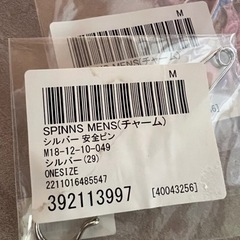 M
M
SPINNS MENS(チャーム)
シルバー 安全ピン
M18-12-10-049
シルバー(29)
ONESIZE
2211016485547
392113997 [40043256]